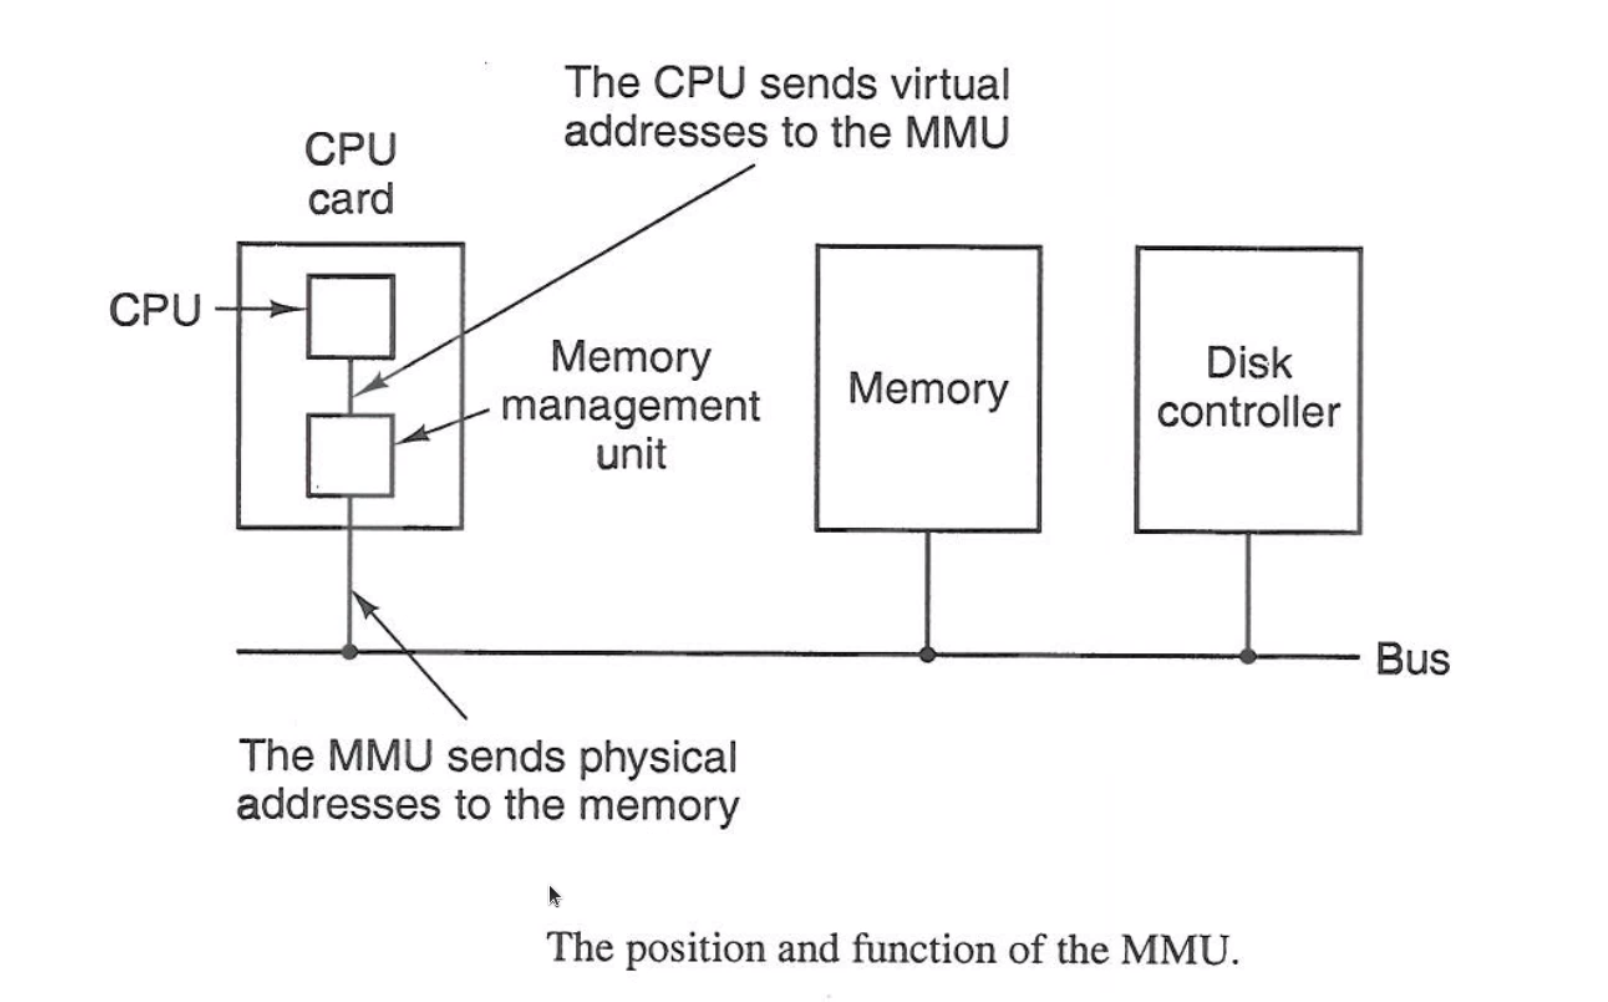 The CPU sends virtual
addresses to the MMU
CPU
card
CPU
Memory
management
unit
Memory
Disk
controller
Bus
The MMU sends physical
addresses to the memory
The position and function of the MMU.